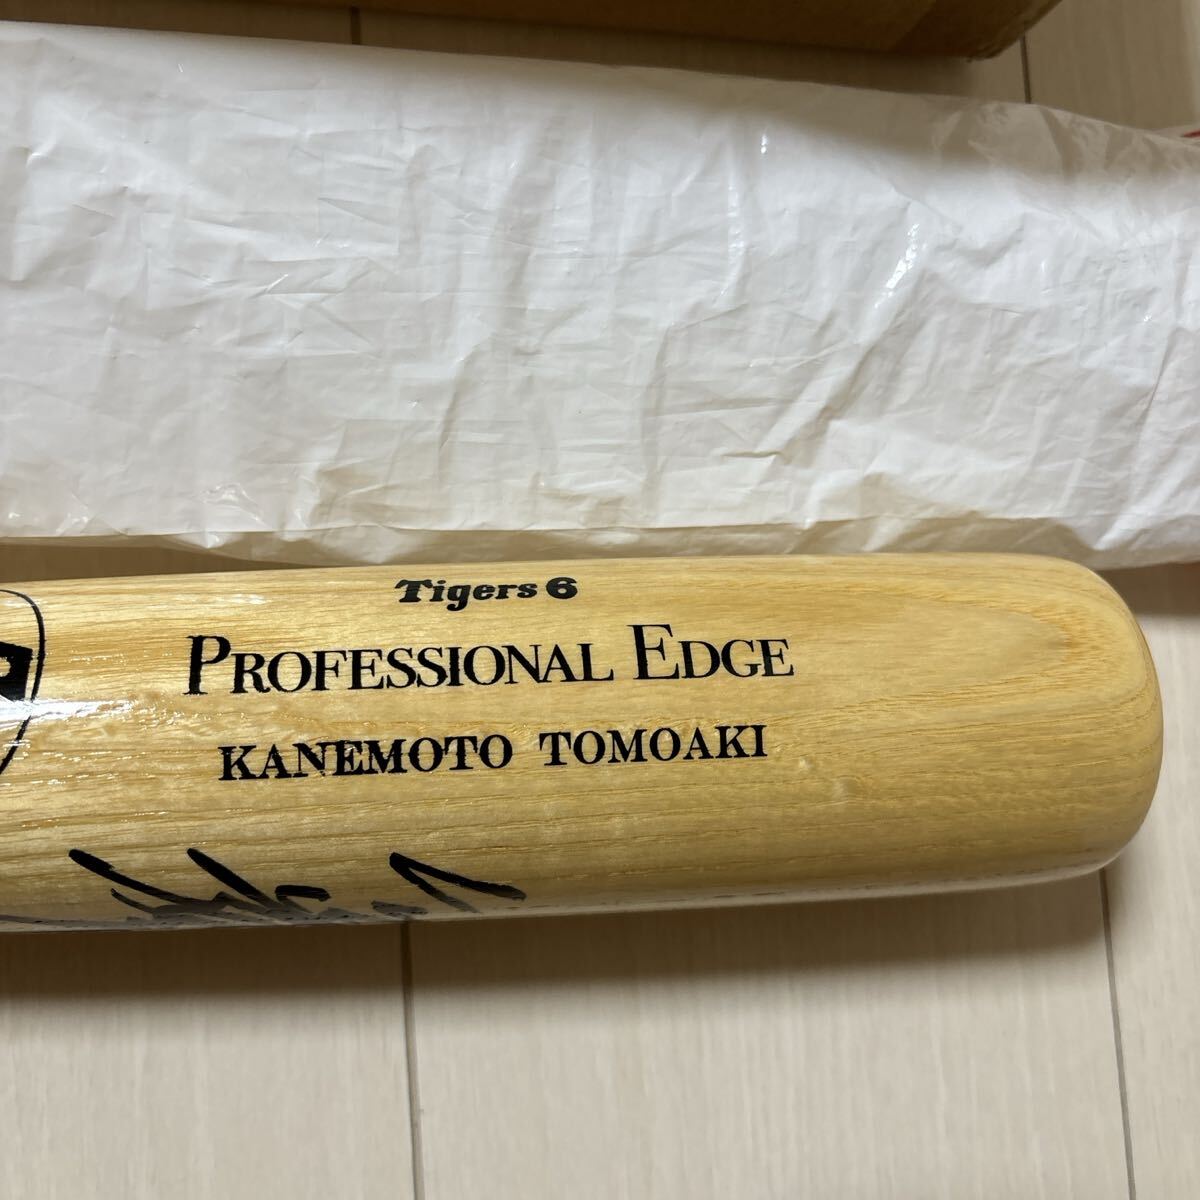 Tigers 6
PROFESSIONAL EDGE
KANEMOTO TOMOAKI